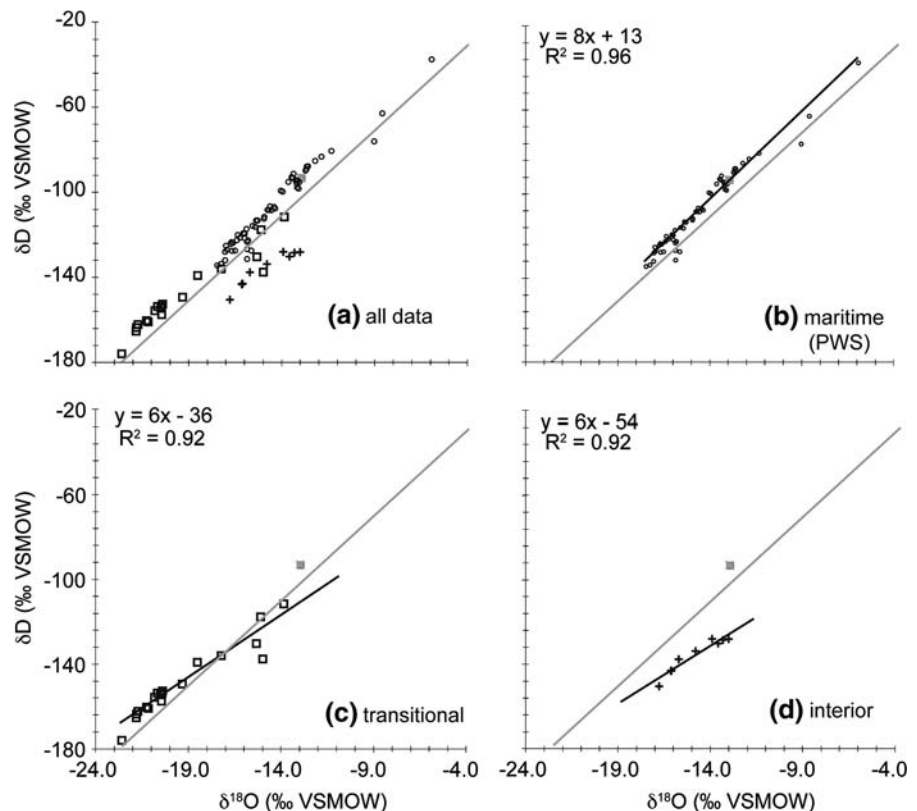 -20
-60
-100
-140
-180
δD (‰ VSMOW)
(a) all data
y = 8x + 13
R² = 0.96
(b) maritime
(PWS)
-20
-60
-100
-140
-180
δD (‰ VSMOW)
y = 6x - 36
R² = 0.92
(c) transitional
-24.0 -19.0 -14.0 -9.0 -4.0
δ¹⁸O (‰ VSMOW)
y = 6x - 54
R² = 0.92
(d) interior
-24.0 -19.0 -14.0 -9.0 -4.0
δ¹⁸O (‰ VSMOW)